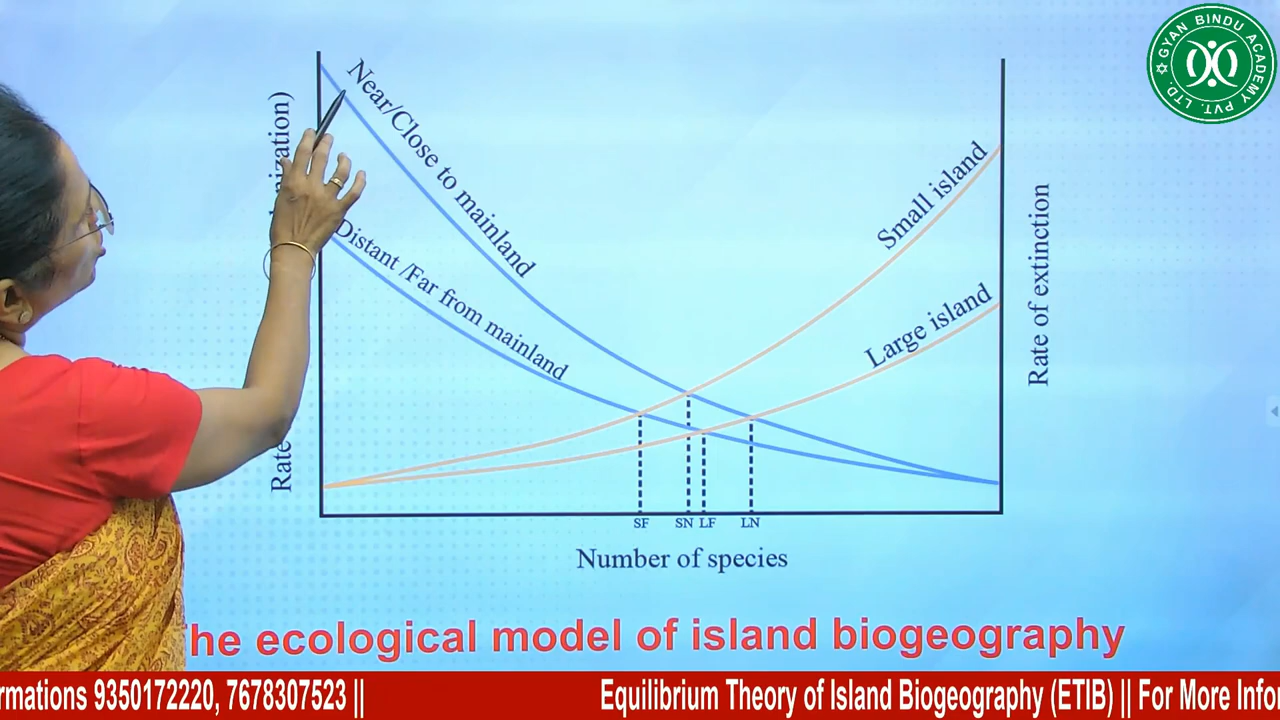 GYAN BINDU ACADEMY PVT. LTD.
Near/Close to mainland
Distant /Far from mainland
Small island
Large island
Rate
nization)
Rate of extinction
SF SN LF LN
Number of species
he ecological model of island biogeography
rmations 9350172220, 7678307523 || Equilibrium Theory of Island Biogeography (ETIB) || For More Infor